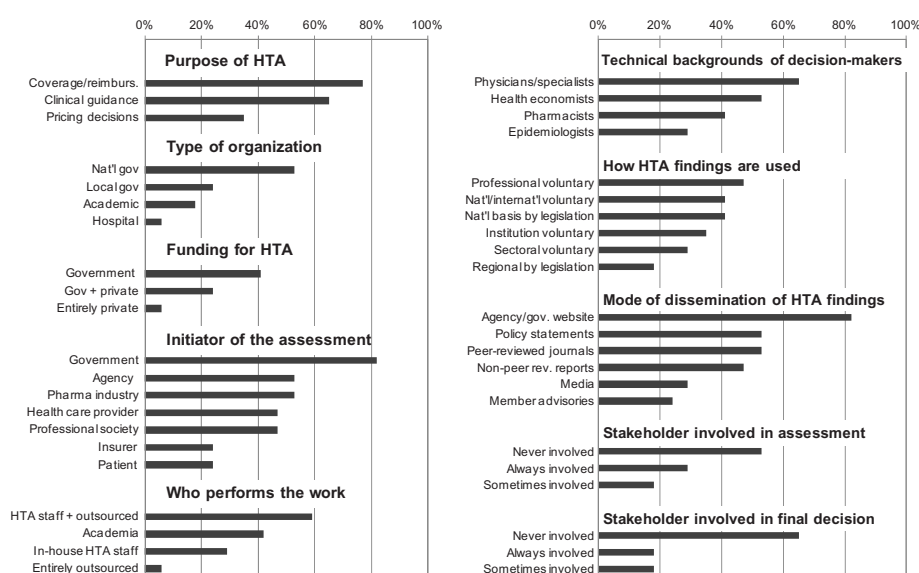 0% 20% 40% 60% 80% 100%
Purpose of HTA
Coverage/reimburs.
Clinical guidance
Pricing decisions
Type of organization
Nat'l gov
Local gov
Academic
Hospital
Funding for HTA
Government
Gov + private
Entirely private
Initiator of the assessment
Government
Agency
Pharma industry
Health care provider
Professional society
Insurer
Patient
Who performs the work
HTA staff + outsourced
Academia
In-house HTA staff
Entirely outsourced
0% 20% 40% 60% 80% 100%
Technical backgrounds of decision-makers
Physicians/specialists
Health economists
Pharmacists
Epidemiologists
How HTA findings are used
Professional voluntary
Nat'l/internat'l voluntary
Nat'l basis by legislation
Institution voluntary
Sectoral voluntary
Regional by legislation
Mode of dissemination of HTA findings
Agency/gov. website
Policy statements
Peer-reviewed journals
Non-peer rev. reports
Media
Member advisories
Stakeholder involved in assessment
Never involved
Always involved
Sometimes involved
Stakeholder involved in final decision
Never involved
Always involved
Sometimes involved